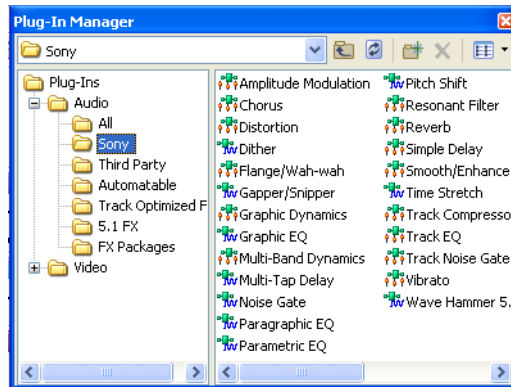 Plug-In Manager
Sony
Plug-Ins
Audio
All
Sony
Third Party
Automatable
Track Optimized F
5.1 FX
FX Packages
Video
Amplitude Modulation
Chorus
Distortion
Dither
Flange/Wah-wah
Gapper/Snipper
Graphic Dynamics
Graphic EQ
Multi-Band Dynamics
Multi-Tap Delay
Noise Gate
Paragraphic EQ
Parametric EQ
Pitch Shift
Resonant Filter
Reverb
Simple Delay
Smooth/Enhance
Time Stretch
Track Compresso
Track EQ
Track Noise Gate
Vibrato
Wave Hammer 5.